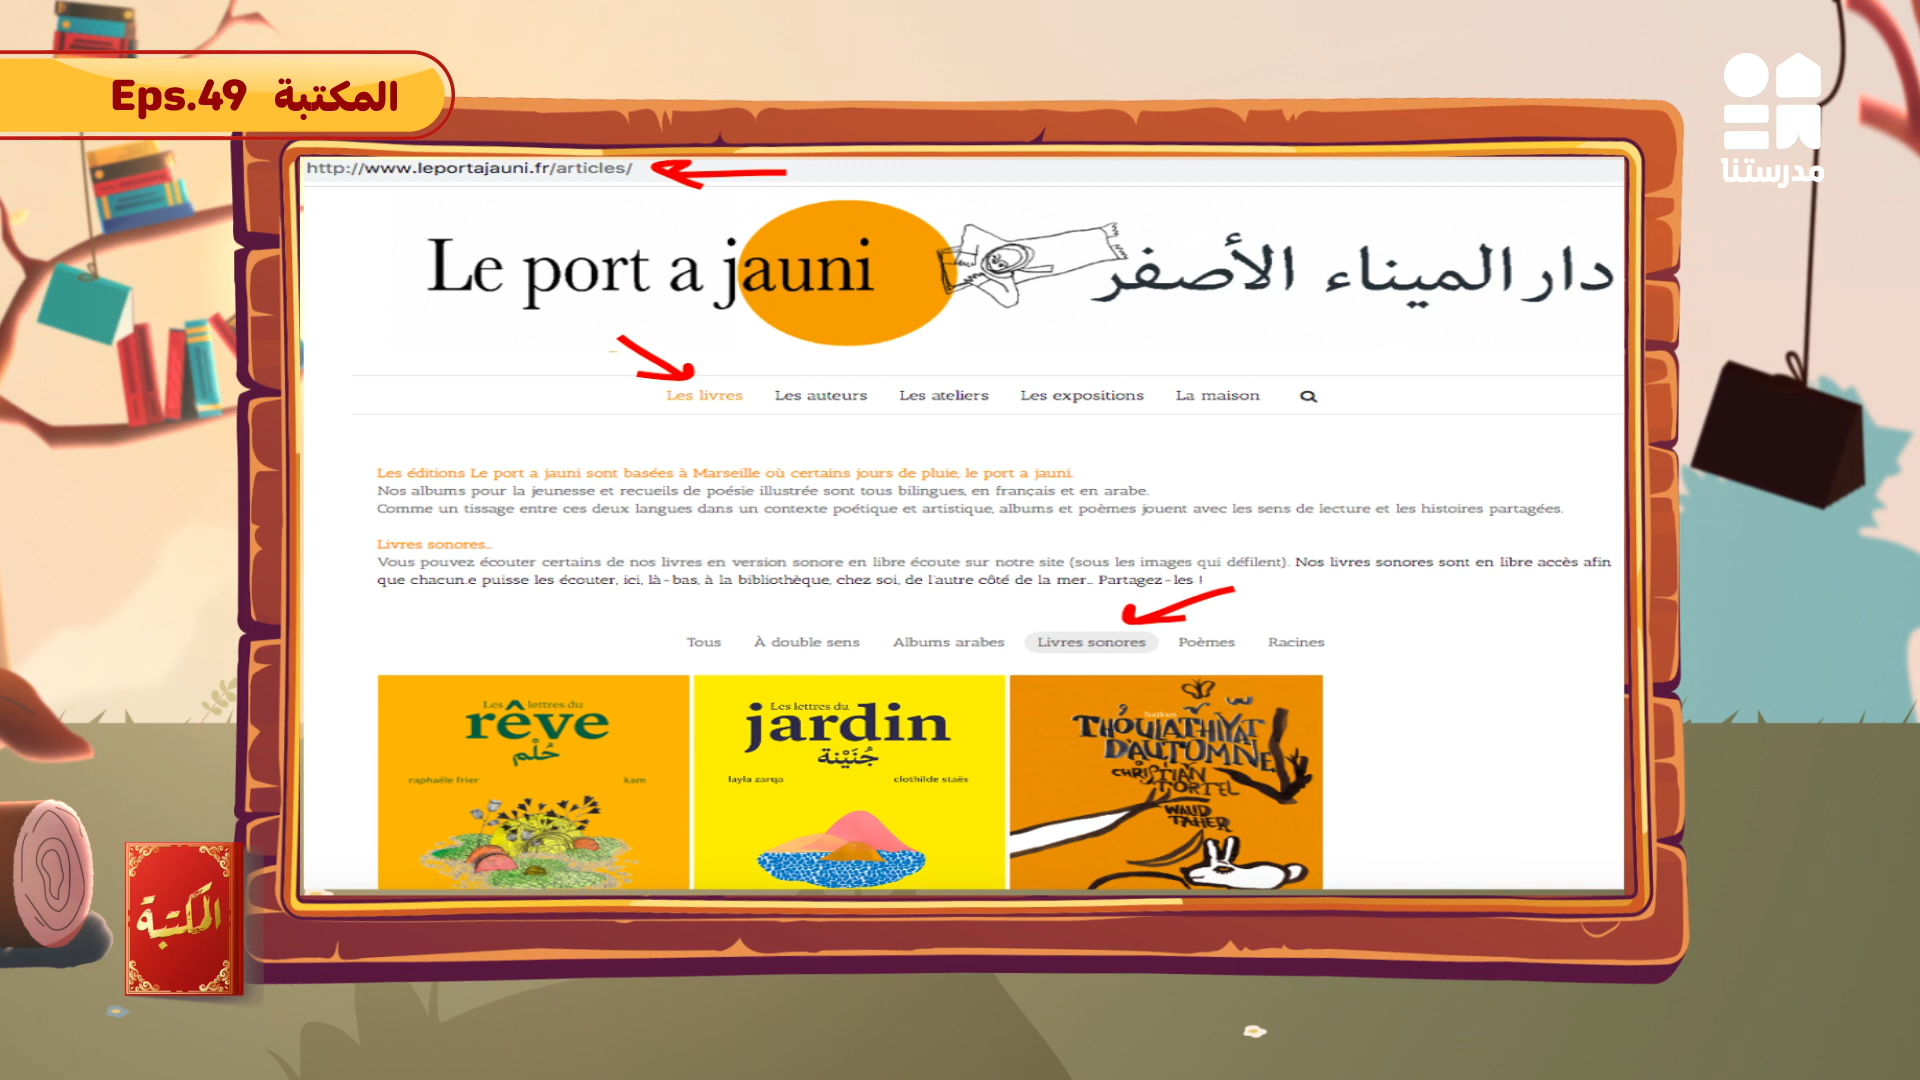 المكتبة Eps.49
مدرستنا
http://www.leportajauni.fr/articles/
Le port a jauni
دار الميناء الأصفر
Les livres Les auteurs Les ateliers Les expositions La maison
Les éditions Le port a jauni sont basées à Marseille où certains jours de pluie, le port a jauni.
Nos albums pour la jeunesse et recueils de poésie illustrée sont tous bilingues, en français et en arabe.
Comme un tissage entre ces deux langues dans un contexte poétique et artistique, albums et poèmes jouent avec les sens de lecture et les histoires partagées.
Livres sonores…
Vous pouvez écouter certains de nos livres en version sonore en libre écoute sur notre site (sous les images qui défilent). Nos livres sonores sont en libre accès afin
que chacun.e puisse les écouter, ici, là-bas, à la bibliothèque, chez soi, de l'autre côté de la mer… Partagez-les !
Tous À double sens Albums arabes Livres sonores Poèmes Racines
Les lettres du
rêve
حُلْم
raphaële frier kam
Les lettres du
jardin
جُنَيْنة
layla zarqa clothilde staës
haïkus
THOULATHIYAT
D'AUTOMNE
CHRISTIAN
TORTEL
WALID
TAHER
المكتبة